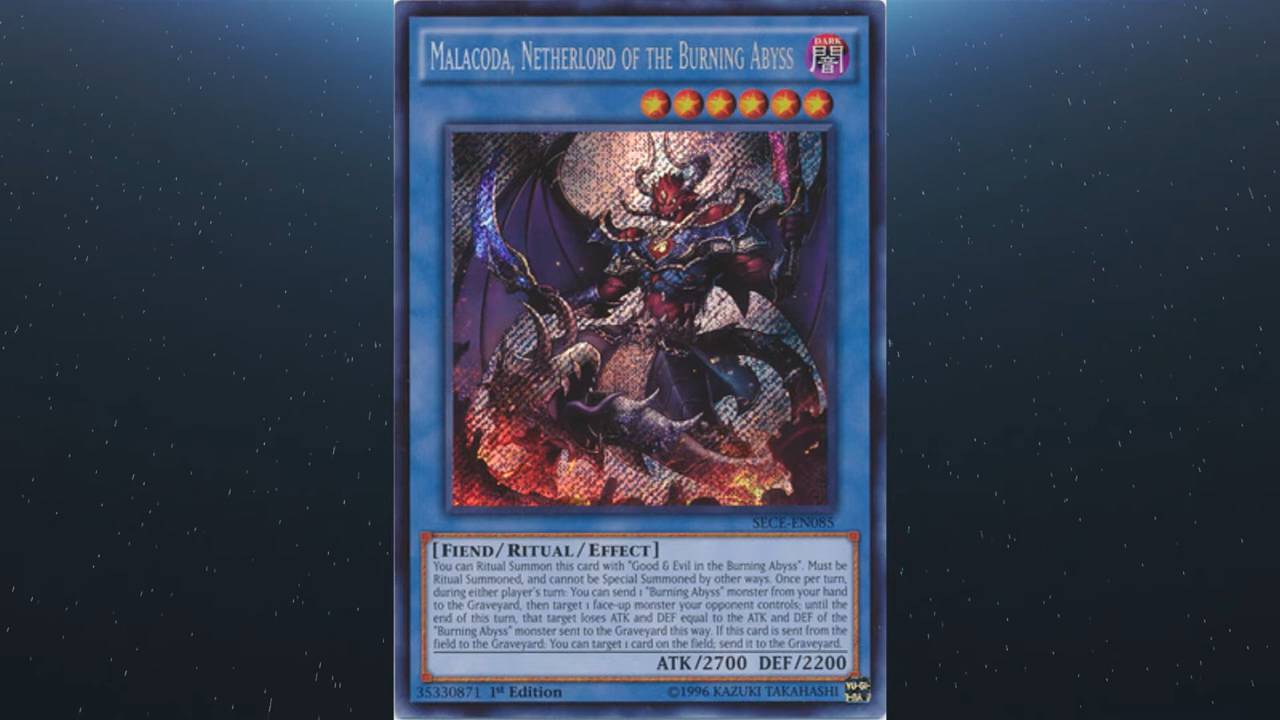 MALACODA, NETHERLORD OF THE BURNING ABYSS
DARK
闇
SECE-EN085
[FIEND/RITUAL/EFFECT]
You can Ritual Summon this card with "Good & Evil in the Burning Abyss". Must be
Ritual Summoned, and cannot be Special Summoned by other ways. Once per turn,
during either player's turn: You can send 1 "Burning Abyss" monster from your hand
to the Graveyard, then target 1 face-up monster your opponent controls; until the
end of this turn, that target loses ATK and DEF equal to the ATK and DEF of the
"Burning Abyss" monster sent to the Graveyard this way. If this card is sent from the
field to the Graveyard: You can target 1 card on the field; send it to the Graveyard.
ATK/2700 DEF/2200
35330871 1st Edition ©1996 KAZUKI TAKAHASHI